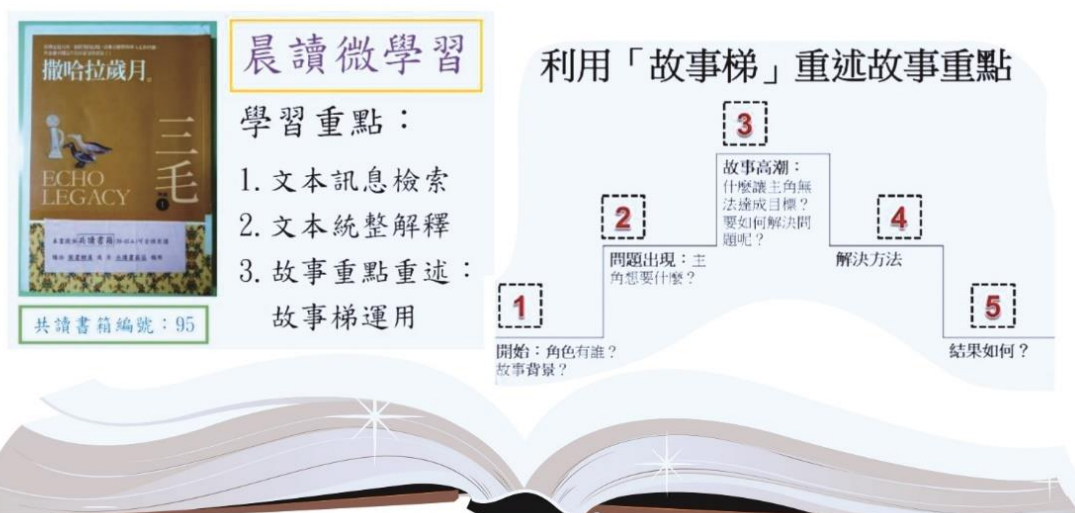 撒哈拉歲月
三毛
ECHO
LEGACY
共讀書箱編號：95
晨讀微學習
學習重點：
1. 文本訊息檢索
2. 文本統整解釋
3. 故事重點重述：
故事梯運用
利用「故事梯」重述故事重點
1
開始：角色有誰？
故事背景？
2
問題出現：主
角想要什麼？
3
故事高潮：
什麼讓主角無
法達成目標？
要如何解決問
題呢？
4
解決方法
5
結果如何？